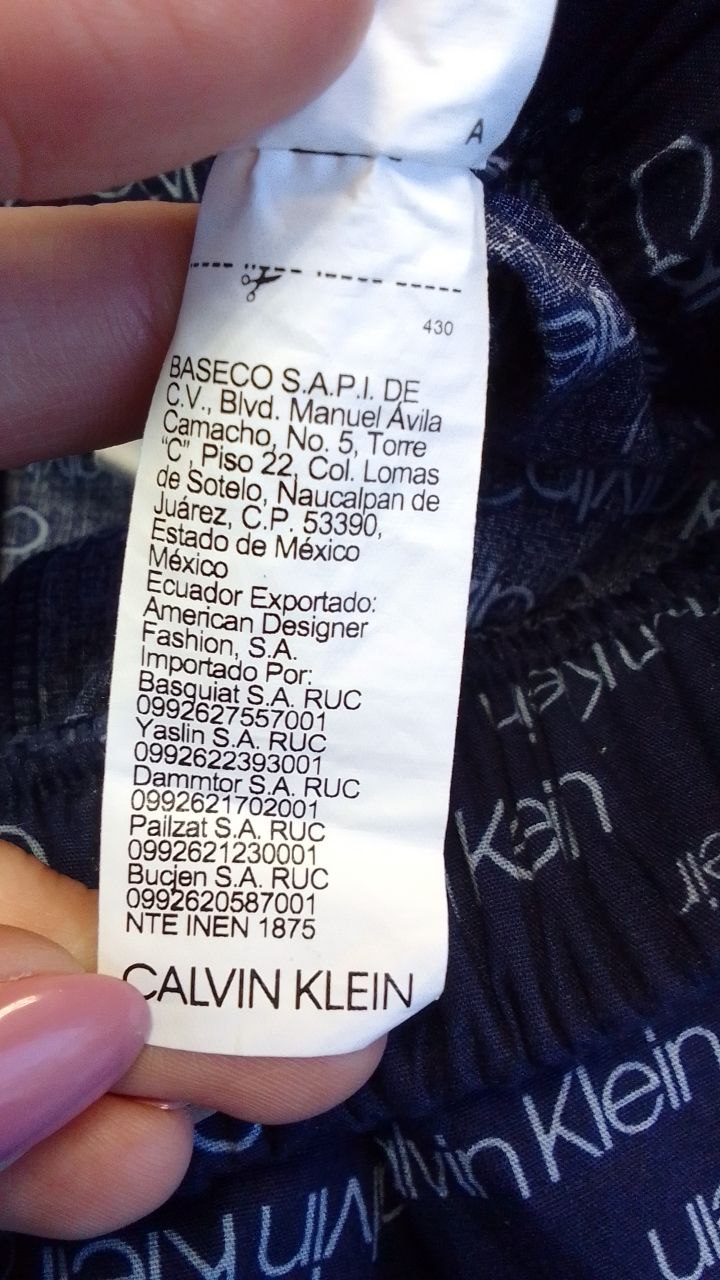 A
430
BASECO S.A.P.I. DE
C.V., Blvd. Manuel Ávila
Camacho, No. 5, Torre
“C”, Piso 22, Col. Lomas
de Sotelo, Naucalpan de
Juárez, C.P. 53390,
Estado de México
México
Ecuador Exportado:
American Designer
Fashion, S.A.
Importado Por:
Basquiat S.A. RUC
0992627557001
Yaslin S.A. RUC
0992622393001
Dammtor S.A. RUC
0992621702001
Pailzat S.A. RUC
0992621230001
Bucjen S.A. RUC
0992620587001
NTE INEN 1875
CALVIN KLEIN
Klein